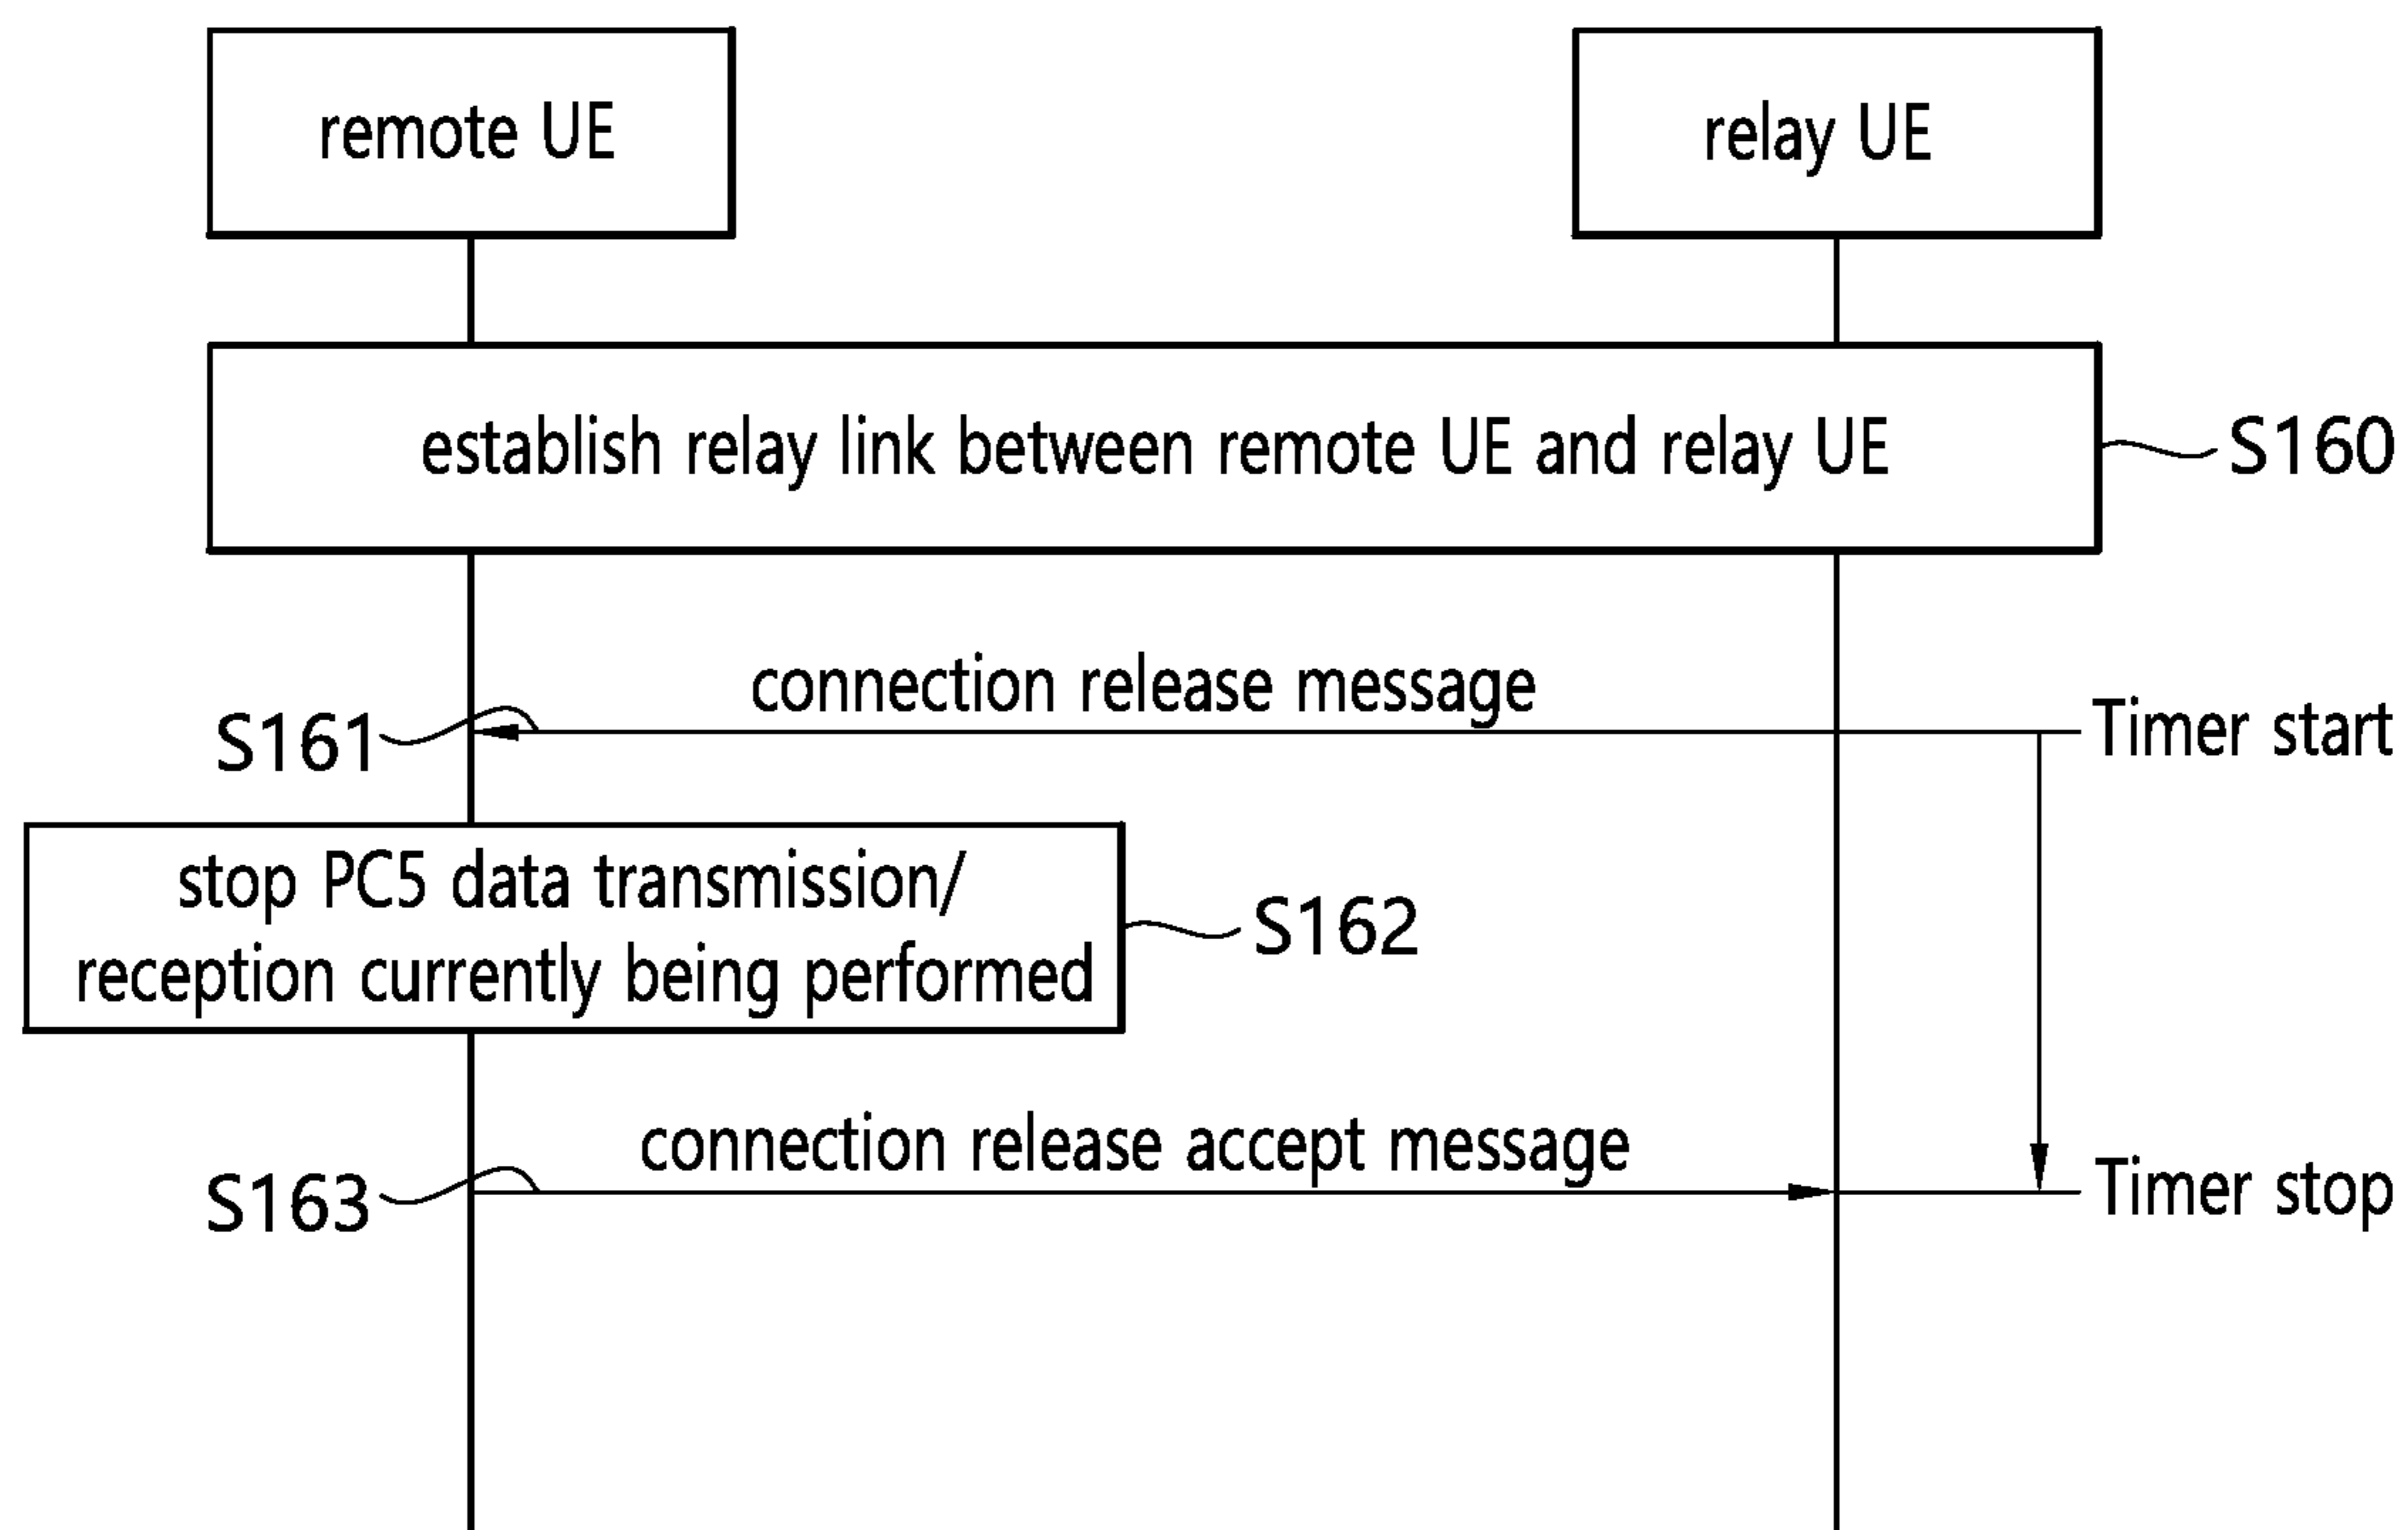 remote UE
relay UE
establish relay link between remote UE and relay UE
S160
connection release message
S161
Timer start
stop PC5 data transmission/
reception currently being performed
S162
connection release accept message
S163
Timer stop